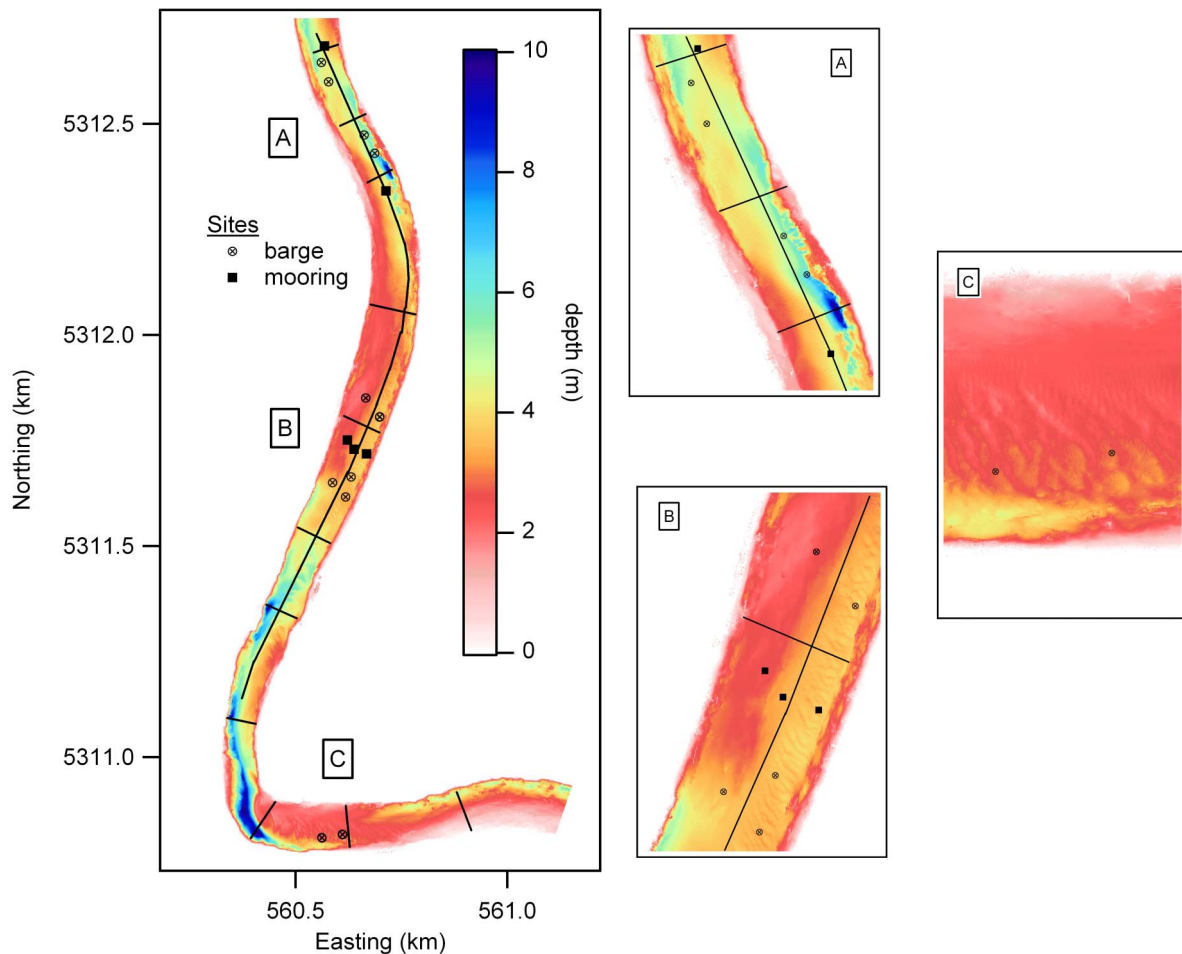 5312.5
5312.0
5311.5
5311.0
Northing (km)
560.5
561.0
Easting (km)
A
B
C
Sites
barge
mooring
10
8
6
4
2
0
depth (m)
A
B
C